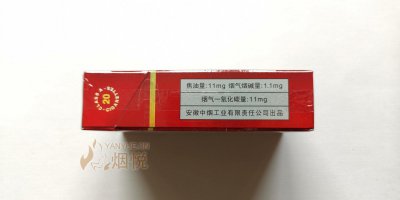 焦油量:11mg 烟气烟碱量:1.1mg
烟气一氧化碳量:11mg
安徽中烟工业有限责任公司出品
20
CLASS A
CIGARETTES
YANYUE.CN
烟悦